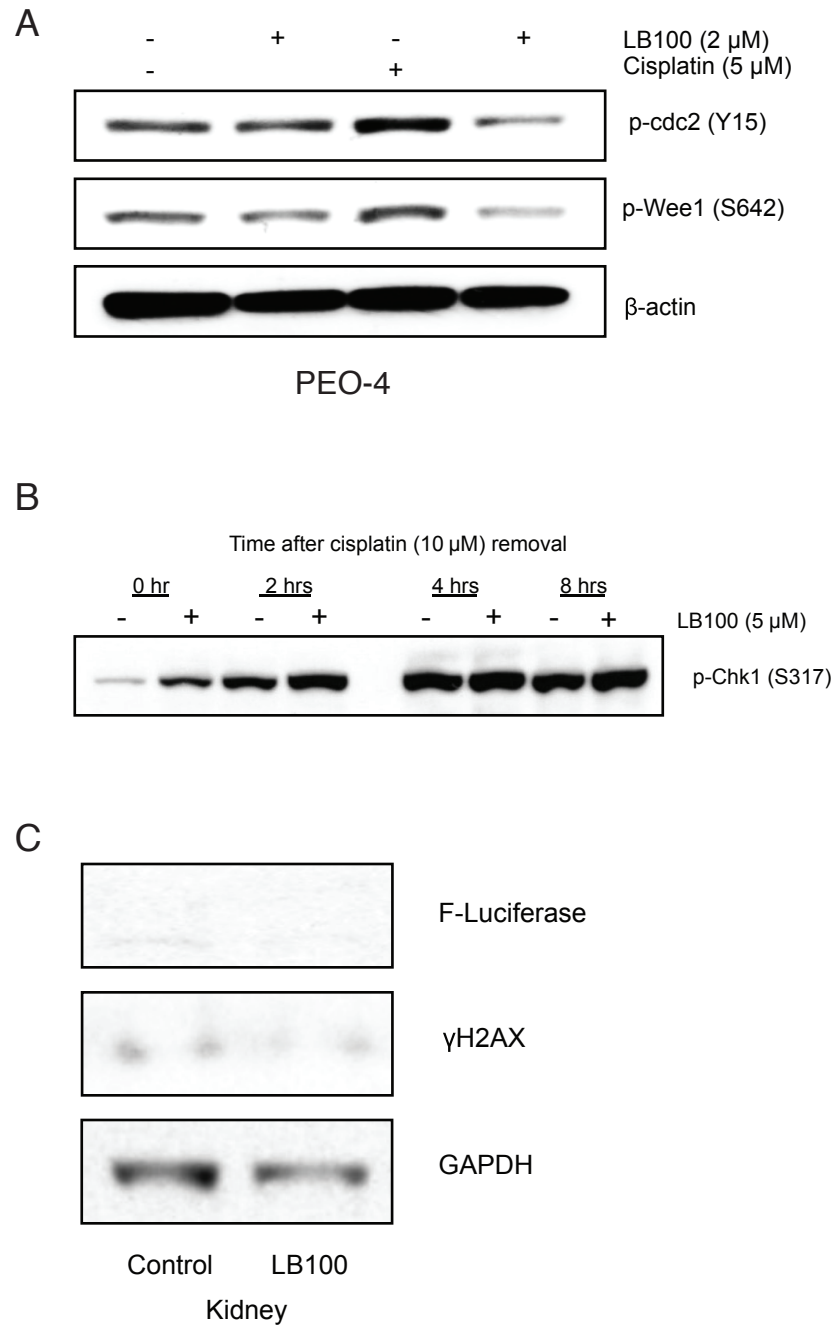 A
- + - + LB100 (2 µM)
- + Cisplatin (5 µM)
p-cdc2 (Y15)
p-Wee1 (S642)
β-actin
PEO-4
B
Time after cisplatin (10 µM) removal
0 hr 2 hrs 4 hrs 8 hrs
- + - + - + - + LB100 (5 µM)
p-Chk1 (S317)
C
F-Luciferase
γH2AX
GAPDH
Control LB100
Kidney